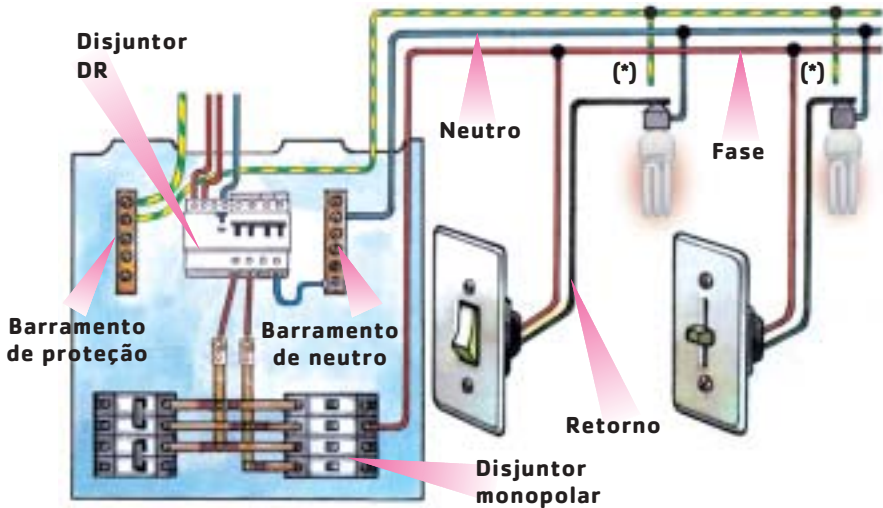 Disjuntor
DR
(*)
(*)
Neutro
Fase
Barramento
de proteção
Barramento
de neutro
Retorno
Disjuntor
monopolar